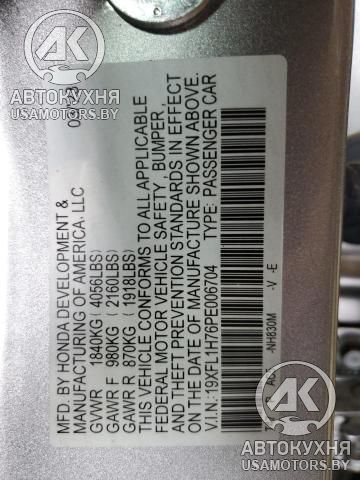 MFD. BY HONDA DEVELOPMENT &
MANUFACTURING OF AMERICA. LLC
GVWR 1840KG ( 4056LBS)
GAWR F 980KG ( 2160LBS)
GAWR R 870KG ( 1918LBS)
THIS VEHICLE CONFORMS TO ALL APPLICABLE
FEDERAL MOTOR VEHICLE SAFETY, BUMPER,
AND THEFT PREVENTION STANDARDS IN EFFECT
ON THE DATE OF MANUFACTURE SHOWN ABOVE.
V.I.N.: 19XFL1H76PE006704 TYPE: PASSENGER CAR
-NH830M -V -E
АК
АВТОКУХНЯ
USAMOTORS.BY
АК
АВТОКУХНЯ
USAMOTORS.BY